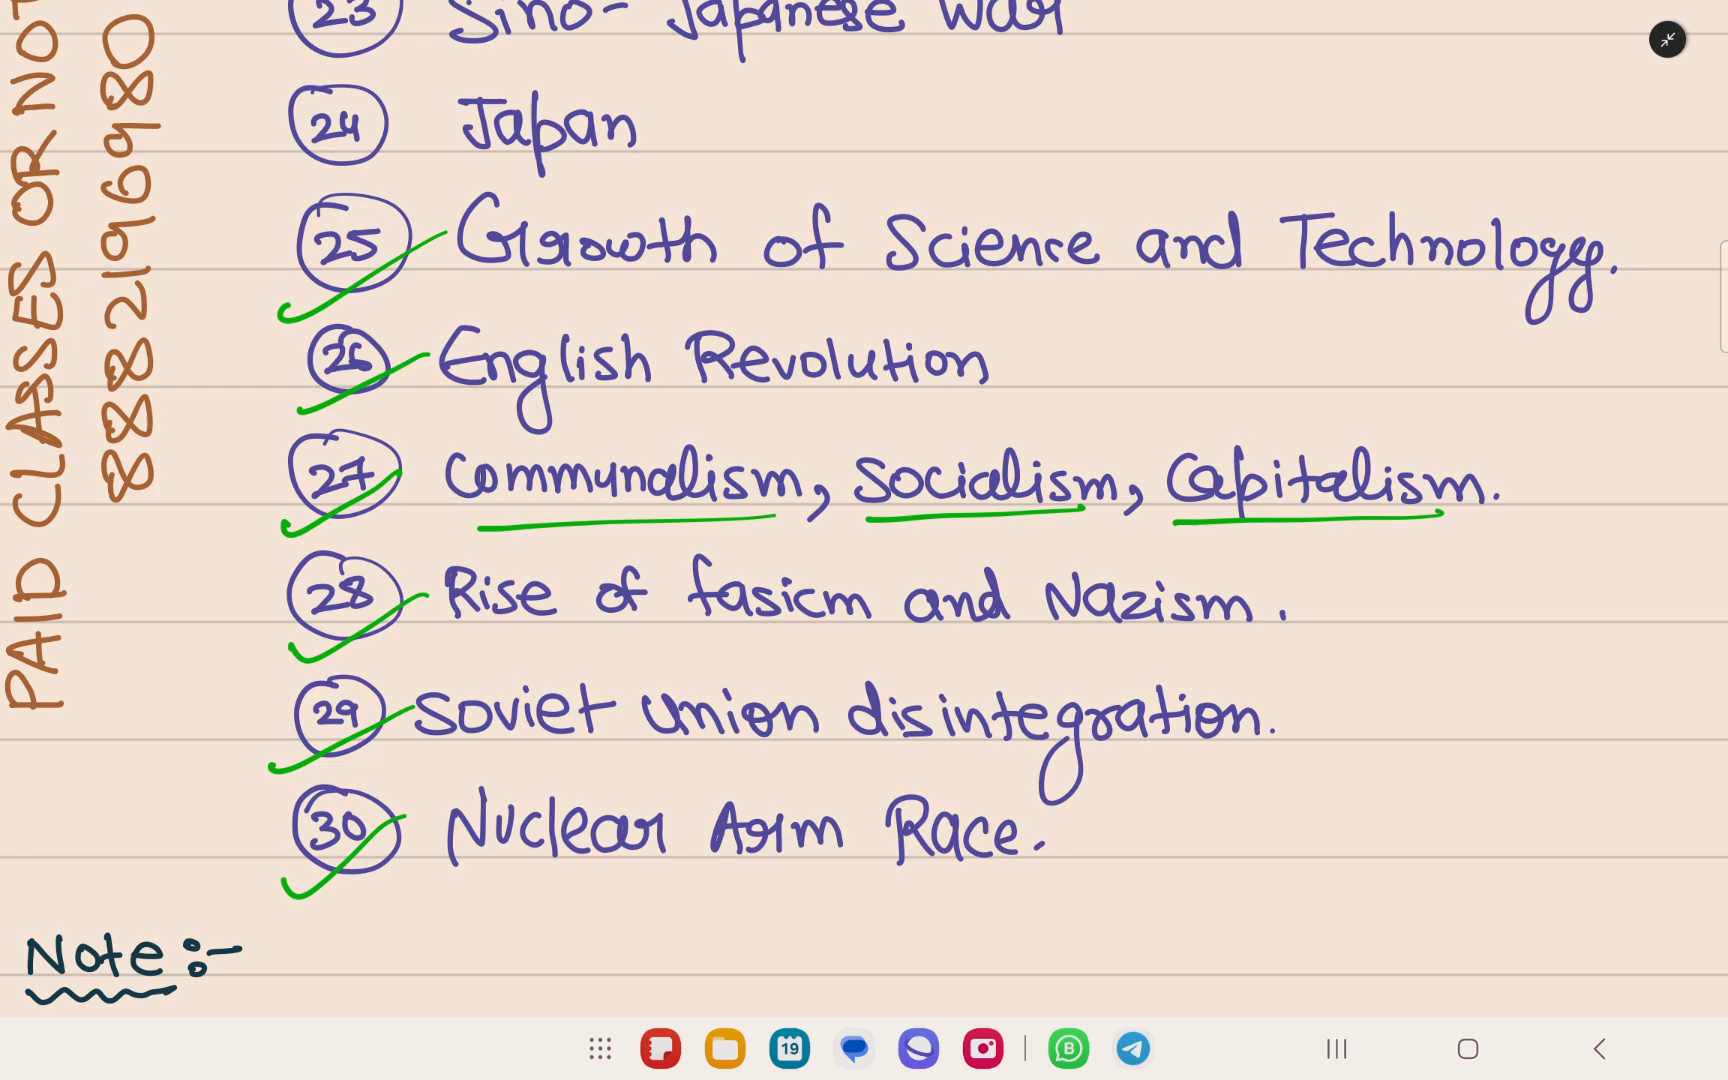 PAID CLASSES OR NOT
8882196980
23 Sino-Japanese War
24 Japan
25 Growth of Science and Technology.
26 English Revolution
27 Communalism, Socialism, Capitalism.
28 Rise of fasicm and Nazism.
29 Soviet Union disintegration.
30 Nuclear Arm Race.
Note:-
19
B